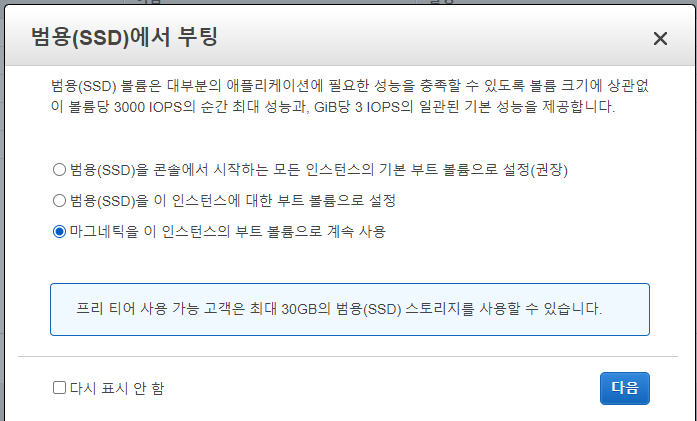 범용(SSD)에서 부팅
범용(SSD) 볼륨은 대부분의 애플리케이션에 필요한 성능을 충족할 수 있도록 볼륨 크기에 상관없
이 볼륨당 3000 IOPS의 순간 최대 성능과, GiB당 3 IOPS의 일관된 기본 성능을 제공합니다.
범용(SSD)을 콘솔에서 시작하는 모든 인스턴스의 기본 부트 볼륨으로 설정(권장)
범용(SSD)을 이 인스턴스에 대한 부트 볼륨으로 설정
마그네틱을 이 인스턴스의 부트 볼륨으로 계속 사용
프리 티어 사용 가능 고객은 최대 30GB의 범용(SSD) 스토리지를 사용할 수 있습니다.
다시 표시 안 함
다음